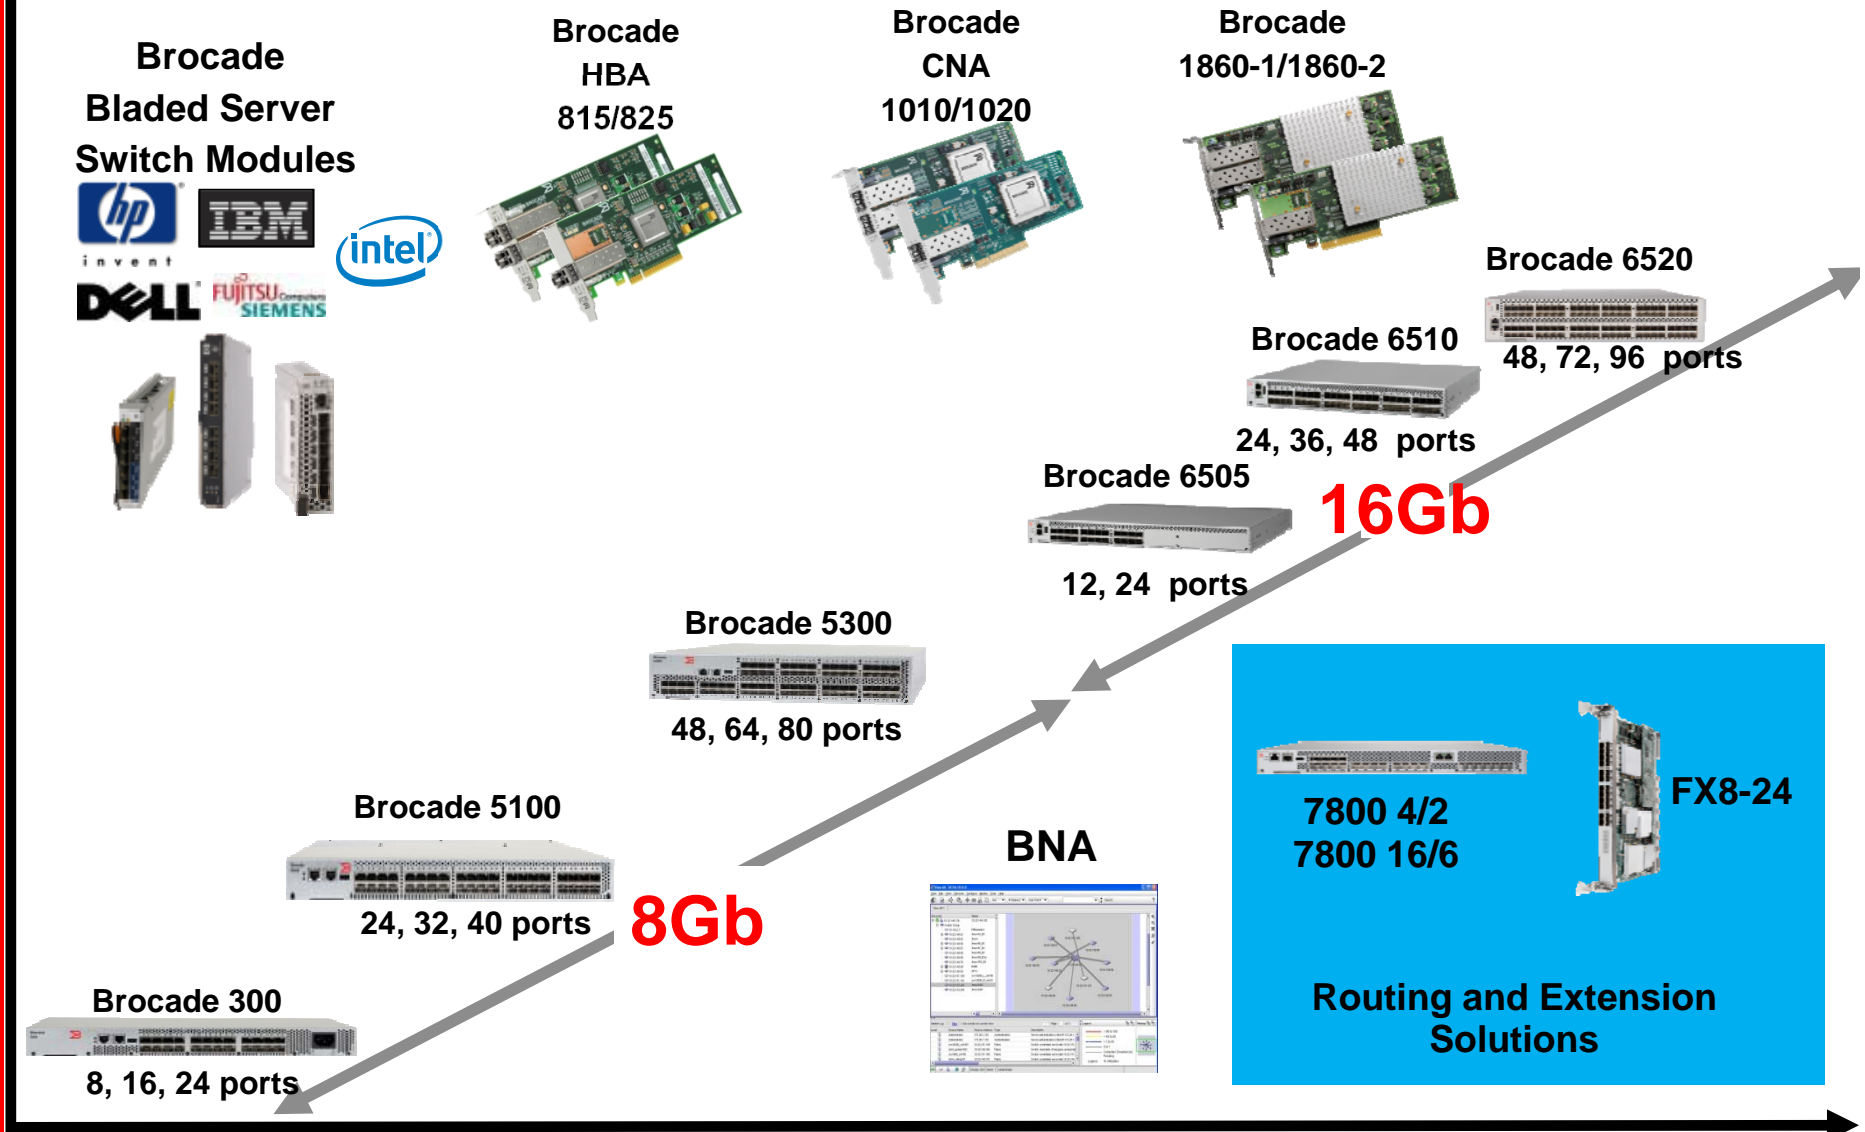 Brocade
Bladed Server
Switch Modules
hp
invent
IBM
intel
DELL
FUJITSU Computers
SIEMENS
Brocade
HBA
815/825
Brocade
CNA
1010/1020
Brocade
1860-1/1860-2
Brocade 6520
48, 72, 96 ports
Brocade 6510
24, 36, 48 ports
Brocade 6505
16Gb
12, 24 ports
Brocade 5300
48, 64, 80 ports
Brocade 5100
24, 32, 40 ports
8Gb
Brocade 300
8, 16, 24 ports
BNA
7800 4/2
7800 16/6
FX8-24
Routing and Extension
Solutions